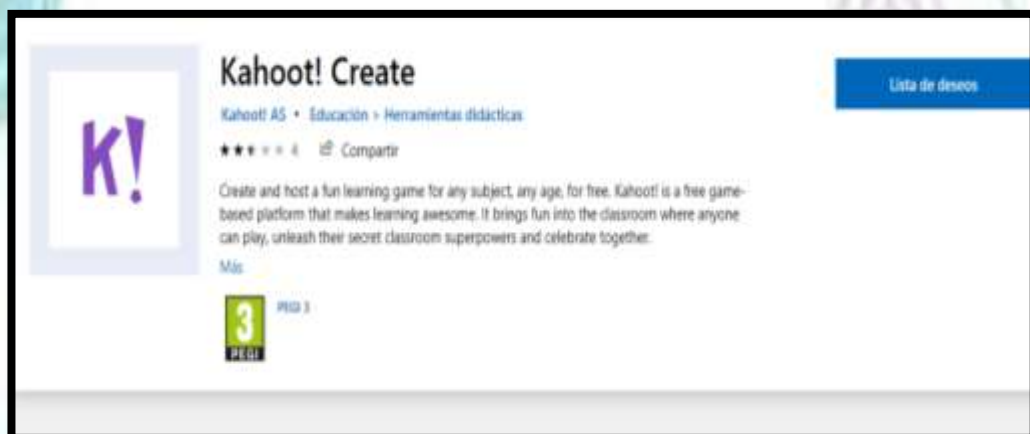 K!
Kahoot! Create
Lista de deseos
Kahoot! AS • Educación > Herramientas didácticas
4 Compartir
Create and host a fun learning game for any subject, any age, for free. Kahoot! is a free game-
based platform that makes learning awesome. It brings fun into the classroom where anyone
can play, unleash their secret classroom superpowers and celebrate together.
Más
3
PEGI
PEGI 3